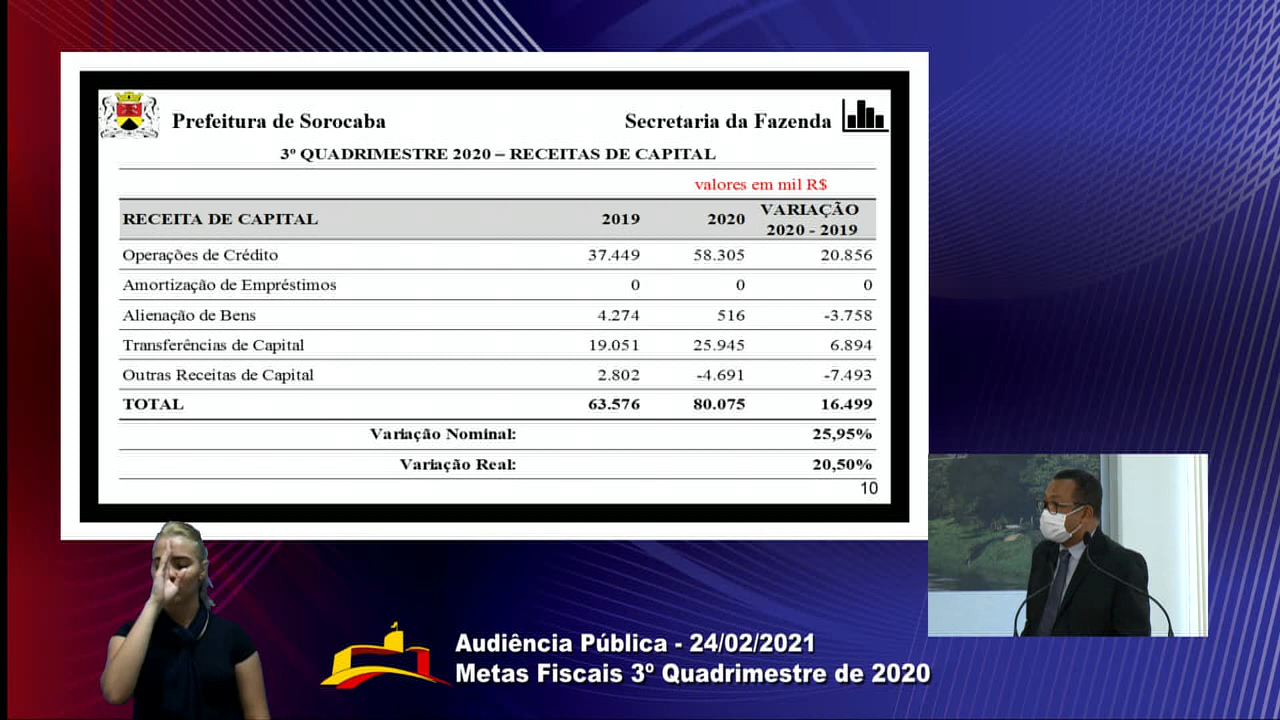 Prefeitura de Sorocaba
Secretaria da Fazenda
3º QUADRIMESTRE 2020 – RECEITAS DE CAPITAL
valores em mil R$
RECEITA DE CAPITAL 2019 2020 VARIAÇÃO 2020 - 2019
Operações de Crédito 37.449 58.305 20.856
Amortização de Empréstimos 0 0 0
Alienação de Bens 4.274 516 -3.758
Transferências de Capital 19.051 25.945 6.894
Outras Receitas de Capital 2.802 -4.691 -7.493
TOTAL 63.576 80.075 16.499
Variação Nominal: 25,95%
Variação Real: 20,50%
10
Audiência Pública - 24/02/2021
Metas Fiscais 3º Quadrimestre de 2020